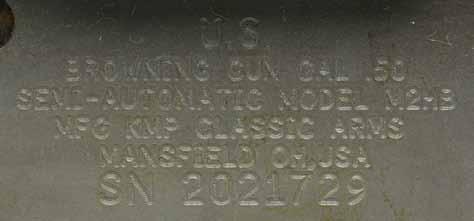 U.S.
BROWNING GUN CAL .50
SEMI-AUTOMATIC MODEL M2HB
MFG KMP CLASSIC ARMS
MANSFIELD OH.USA
SN 2021729